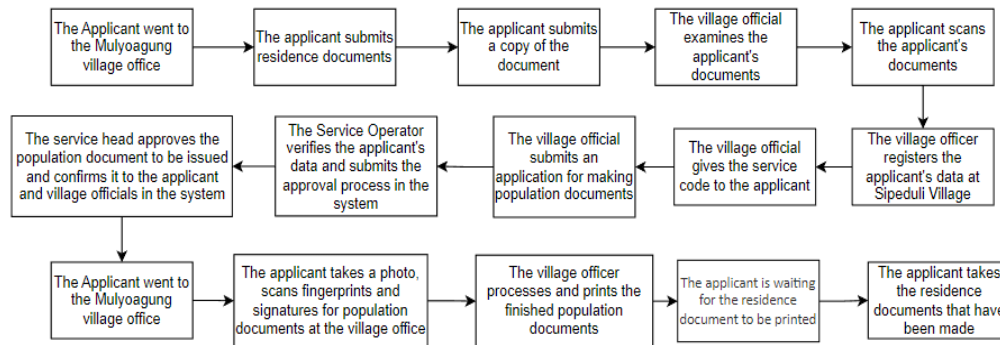 The Applicant went to
the Mulyoagung
village office
The applicant submits
residence documents
The applicant submits
a copy of the
document
The village official
examines the
applicant's
documents
The applicant scans
the applicant's
documents
The village officer
registers the
applicant's data at
Sipeduli Village
The village official
gives the service
code to the applicant
The village official
submits an
application for making
population documents
The Service Operator
verifies the applicant's
data and submits the
approval process in the
system
The service head approves the
population document to be issued
and confirms it to the applicant
and village officials in the system
The Applicant went to
the Mulyoagung
village office
The applicant takes a photo,
scans fingerprints and
signatures for population
documents at the village office
The village officer
processes and prints the
finished population
documents
The applicant is waiting
for the residence
document to be printed
The applicant takes
the residence
documents that have
been made